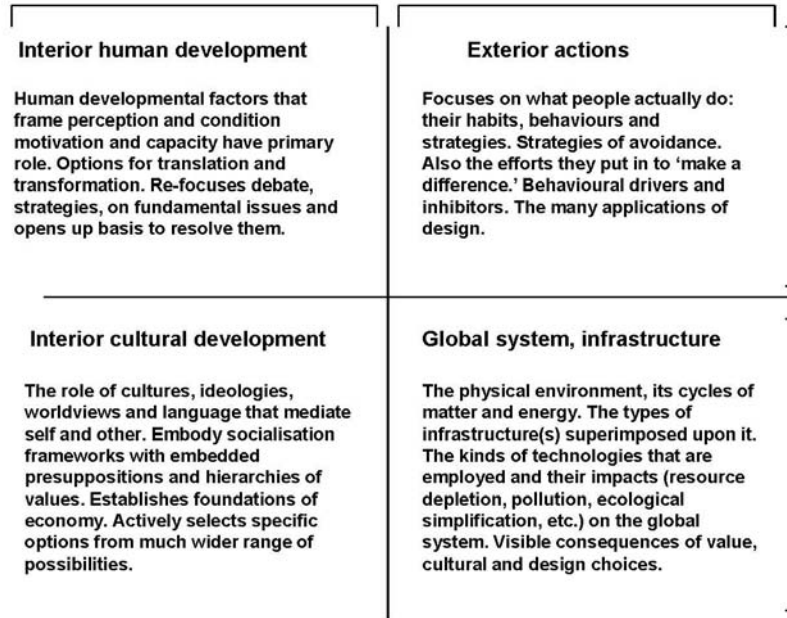 Interior human development
Human developmental factors that
frame perception and condition
motivation and capacity have primary
role. Options for translation and
transformation. Re-focuses debate,
strategies, on fundamental issues and
opens up basis to resolve them.
Exterior actions
Focuses on what people actually do:
their habits, behaviours and
strategies. Strategies of avoidance.
Also the efforts they put in to ‘make a
difference.’ Behavioural drivers and
inhibitors. The many applications of
design.
Interior cultural development
The role of cultures, ideologies,
worldviews and language that mediate
self and other. Embody socialisation
frameworks with embedded
presuppositions and hierarchies of
values. Establishes foundations of
economy. Actively selects specific
options from much wider range of
possibilities.
Global system, infrastructure
The physical environment, its cycles of
matter and energy. The types of
infrastructure(s) superimposed upon it.
The kinds of technologies that are
employed and their impacts (resource
depletion, pollution, ecological
simplification, etc.) on the global
system. Visible consequences of value,
cultural and design choices.